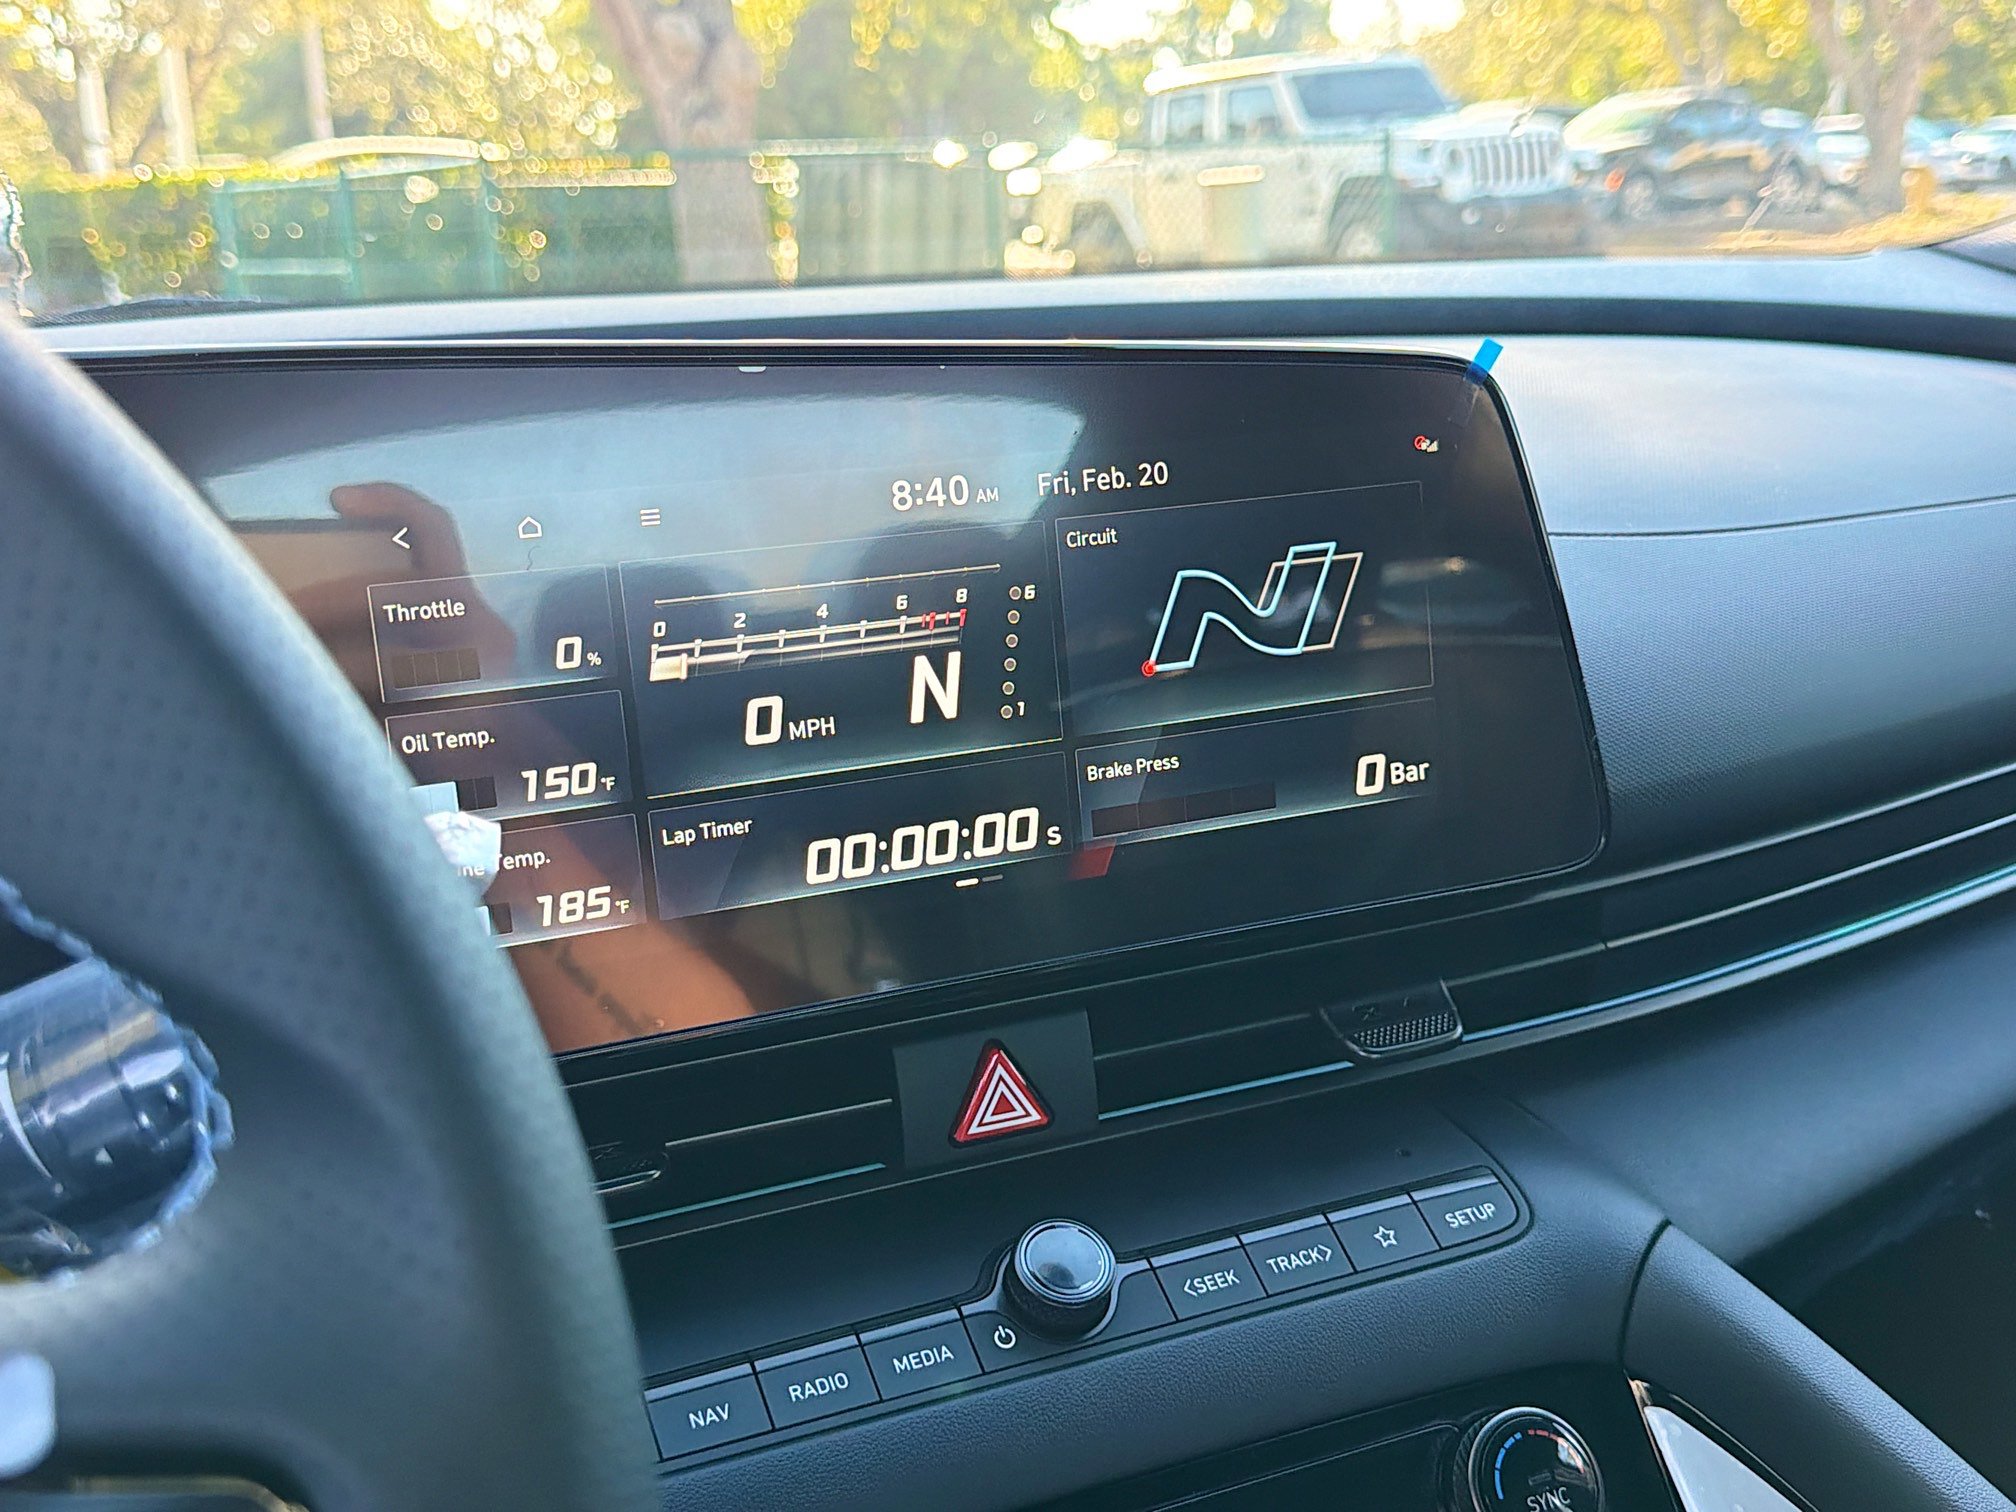 8:40 AM Fri, Feb. 20
Throttle
0 %
Oil Temp.
150 °F
Temp.
185 °F
0 2 4 6 8
6
1
0 MPH
N
Lap Timer
00:00:00 s
Circuit
N
Brake Press
0 Bar
NAV
RADIO
MEDIA
SEEK
TRACK
SETUP
SYNC